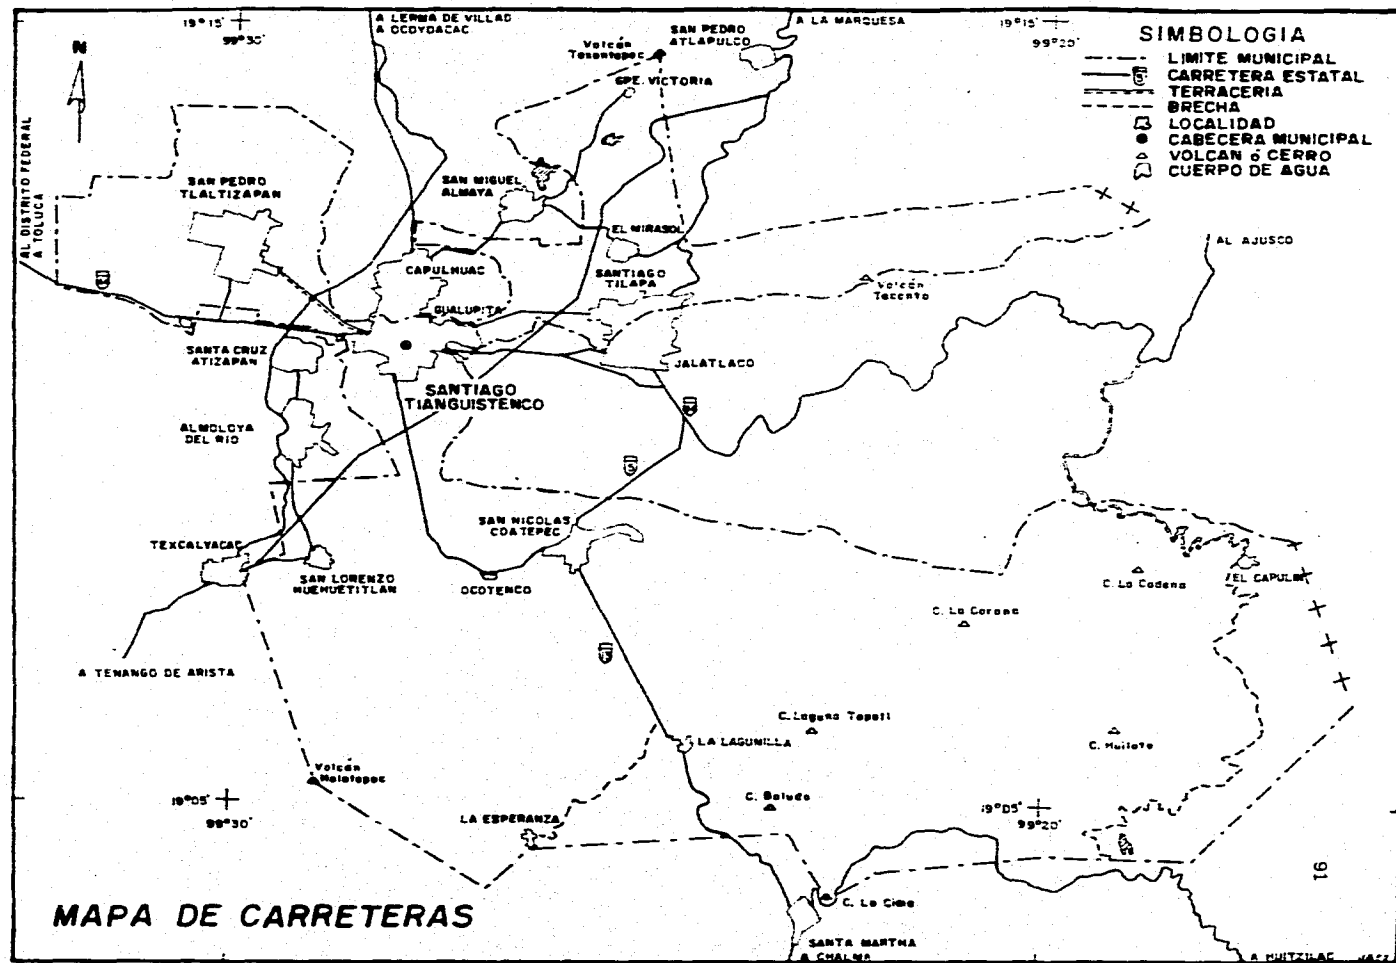 19°15'
99°30'
A LERMA DE VILLADA
A OCOYOACAC
Volcán
SAN PEDRO
ATLAPULCO
A LA MARQUESA
19°15'
99°20'
SIMBOLOGIA
LIMITE MUNICIPAL
CARRETERA ESTATAL
TERRACERIA
BRECHA
LOCALIDAD
CABECERA MUNICIPAL
VOLCAN ó CERRO
CUERPO DE AGUA
N
GPE. VICTORIA
AL DISTRITO FEDERAL
A TOLUCA
SAN PEDRO
TLALTIZAPAN
SAN MIGUEL
ALMAYA
EL MIRASOL
AL AJUSCO
CAPULHUAC
SANTIAGO
TILAPA
Volcán
GUALUPITA
SANTA CRUZ
ATIZAPAN
JALATLACO
SANTIAGO
TIANGUISTENCO
ALMOLOYA
DEL RIO
SAN NICOLAS
COATEPEC
TEXCALYACAC
SAN LORENZO
HUEHUETITLAN
OCOTENCO
C. La Cadena
EL CAPULIN
C. La Corona
A TENANGO DE ARISTA
C. Laguna Tepetl
LA LAGUNILLA
C. Huilote
Volcán
Holotepec
19°05'
99°30'
C. Boludo
19°05'
99°20'
LA ESPERANZA
91
C. La Cima
MAPA DE CARRETERAS
SANTA MARTHA
A CHALMA
A HUITZILAC